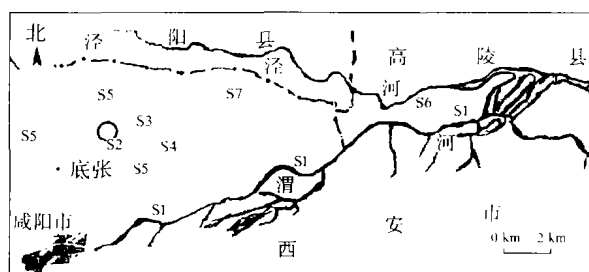 北
泾 阳 县
高 陵 县
泾 河
S5
S7
S6
S1
S3
S5
S2
S4
河
底张
S5
S1
渭
咸阳市
S1
西 安 市
0 km 2 km